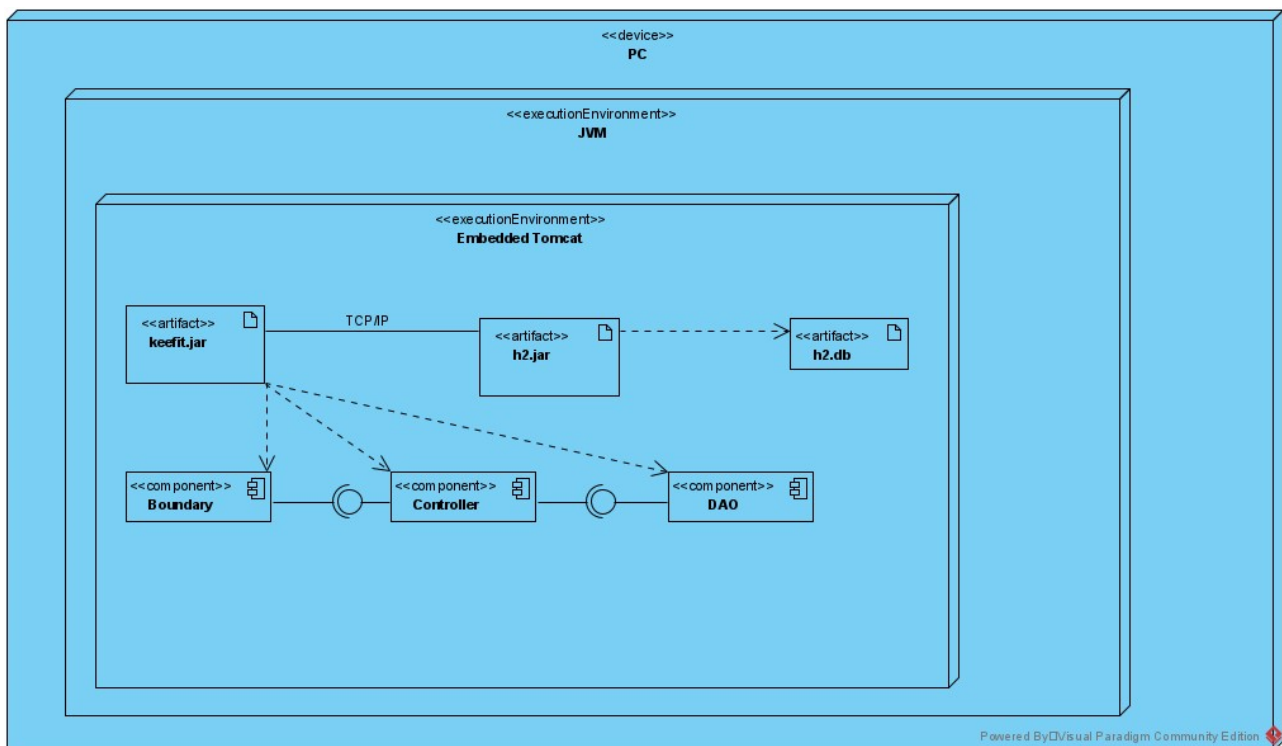 <<device>>
PC
<<executionEnvironment>>
JVM
<<executionEnvironment>>
Embedded Tomcat
<<artifact>>
keefit.jar
TCP/IP
<<artifact>>
h2.jar
<<artifact>>
h2.db
<<component>>
Boundary
<<component>>
Controller
<<component>>
DAO
Powered By□Visual Paradigm Community Edition